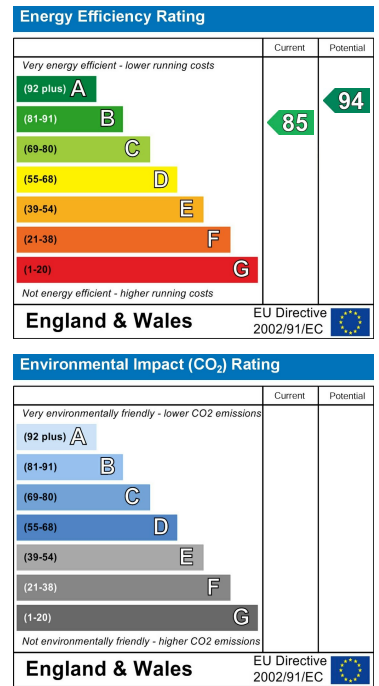 Energy Efficiency Rating
Current Potential
Very energy efficient - lower running costs
(92 plus) A
(81-91) B
(69-80) C
(55-68) D
(39-54) E
(21-38) F
(1-20) G
85
94
Not energy efficient - higher running costs
England & Wales
EU Directive
2002/91/EC
Environmental Impact (CO₂) Rating
Current Potential
Very environmentally friendly - lower CO2 emissions
(92 plus) A
(81-91) B
(69-80) C
(55-68) D
(39-54) E
(21-38) F
(1-20) G
Not environmentally friendly - higher CO2 emissions
England & Wales
EU Directive
2002/91/EC